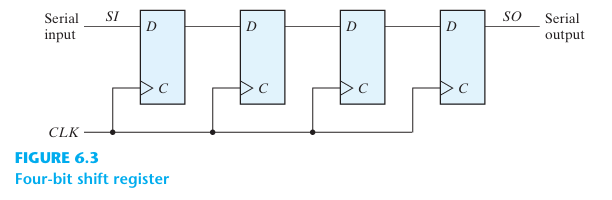 Serial
input
SI
D
D
D
D
SO
Serial
output
C
C
C
C
CLK
FIGURE 6.3
Four-bit shift register